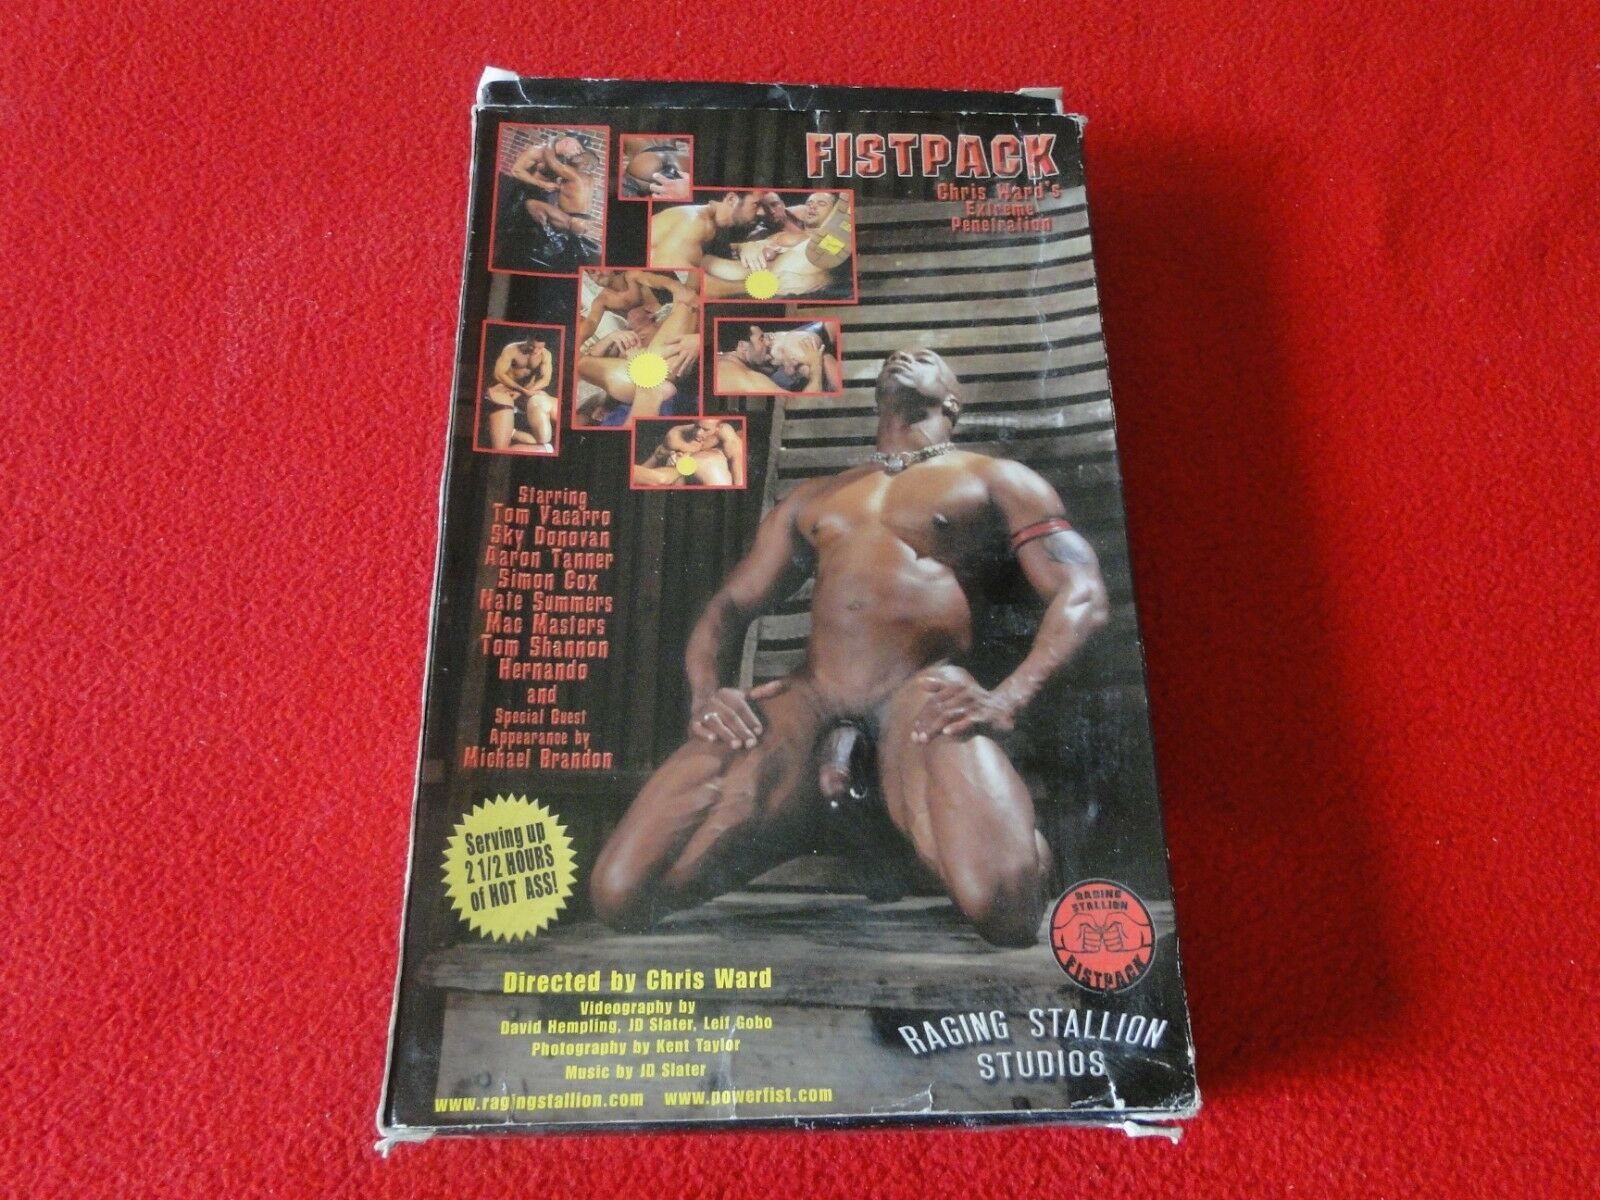 FISTPACK
Chris Ward's
Extreme
Penetration
Starring
Tom Vacarro
Sky Donovan
Aaron Tanner
Simon Cox
Nate Summers
Mac Masters
Tom Shannon
Hernando
and
Special Guest
Appearance by
Michael Brandon
Serving up
2 1/2 HOURS
of HOT ASS!
Directed by Chris Ward
Videography by
David Hempling, JD Slater, Leif Gobo
Photography by Kent Taylor
Music by JD Slater
www.ragingstallion.com www.powerfist.com
RAGING
STALLION
FISTPACK
RAGING STALLION
STUDIOS